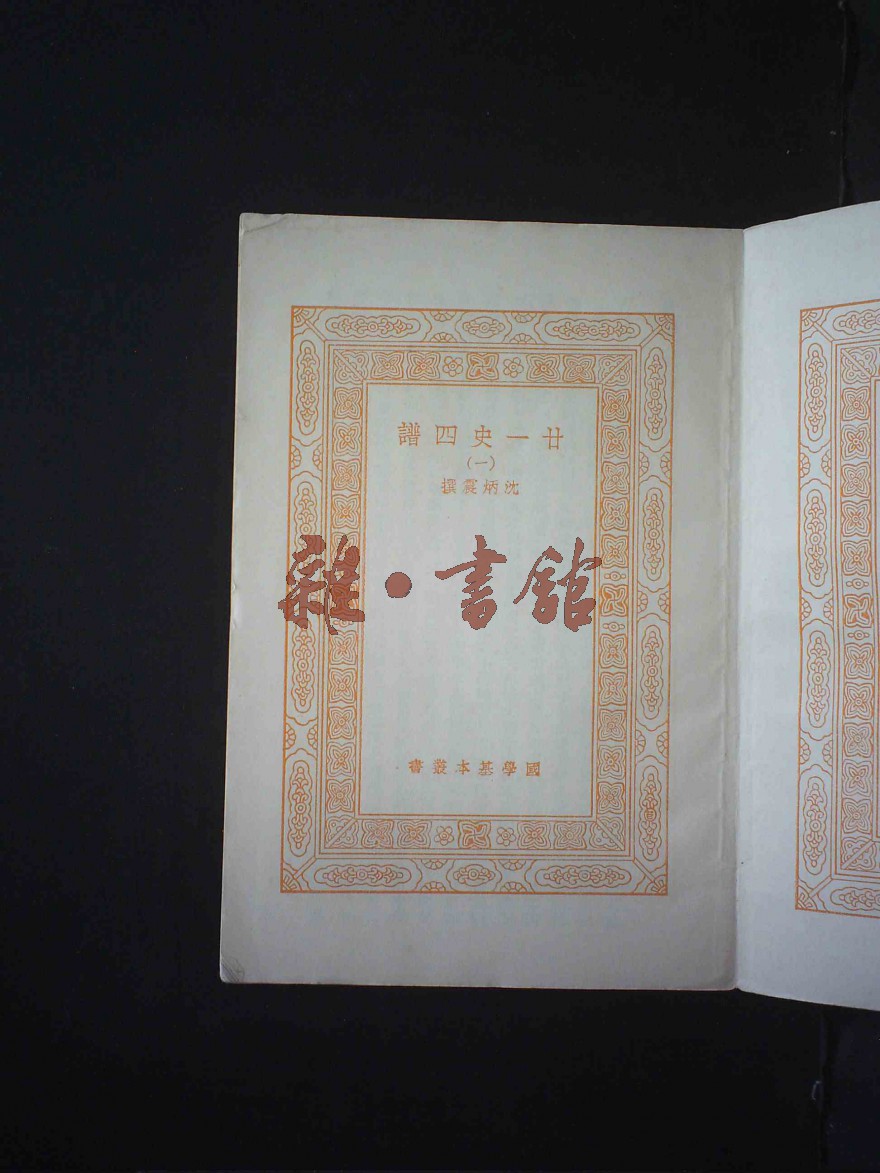 廿一史四譜
(一)
沈炳震撰
雜·書館
國學基本叢書